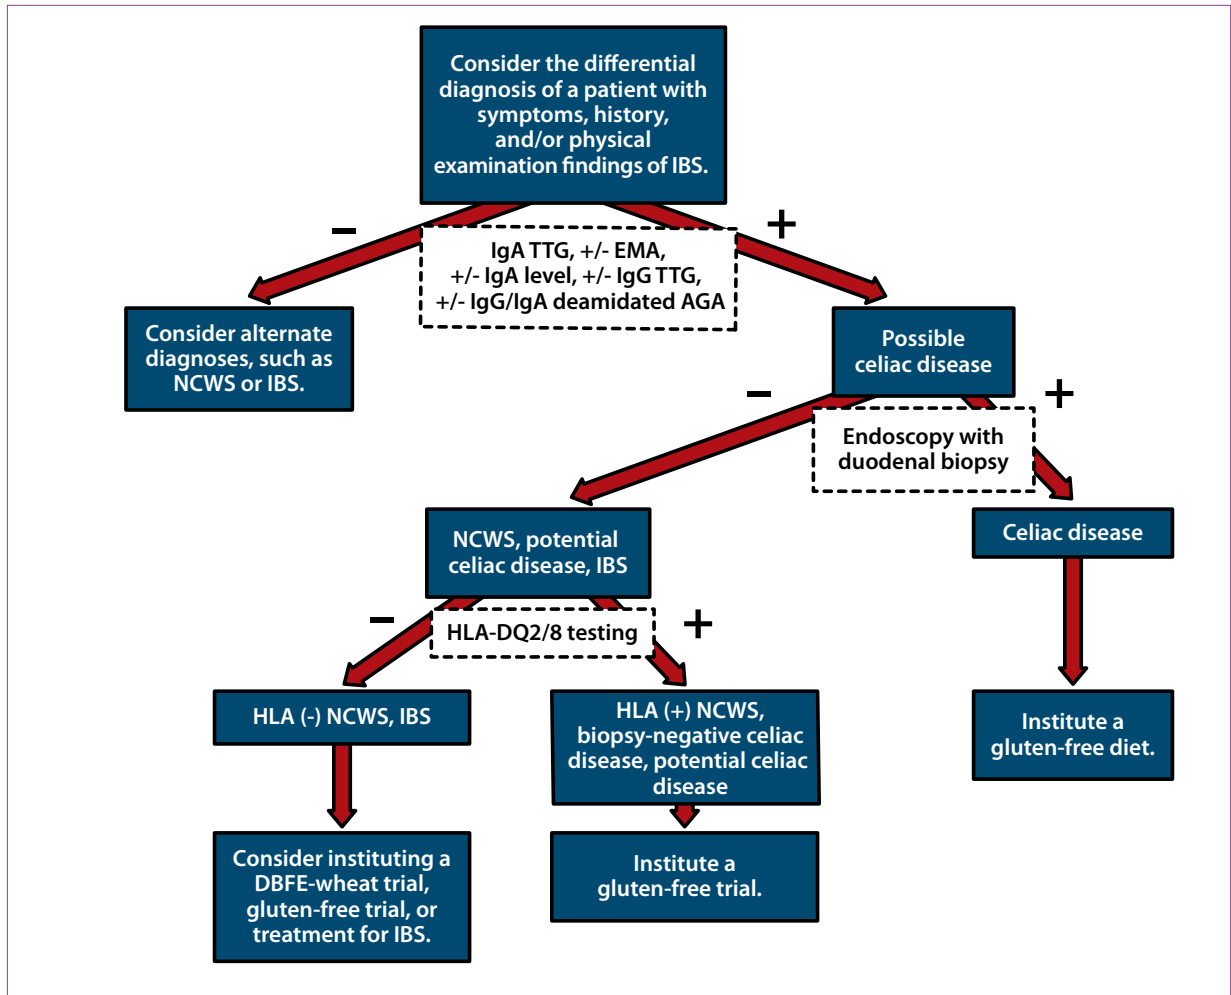 Consider the differential
diagnosis of a patient with
symptoms, history,
and/or physical
examination findings of IBS.
–
+
IgA TTG, +/- EMA,
+/- IgA level, +/- IgG TTG,
+/- IgG/IgA deamidated AGA
Consider alternate
diagnoses, such as
NCWS or IBS.
Possible
celiac disease
–
+
Endoscopy with
duodenal biopsy
NCWS, potential
celiac disease, IBS
Celiac disease
–
+
HLA-DQ2/8 testing
HLA (-) NCWS, IBS
HLA (+) NCWS,
biopsy-negative celiac
disease, potential celiac
disease
Institute a
gluten-free diet.
Consider instituting a
DBFE-wheat trial,
gluten-free trial, or
treatment for IBS.
Institute a
gluten-free trial.